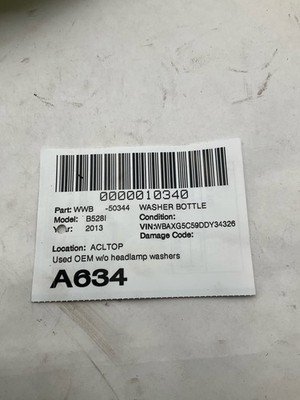 0000010340
Part: WWB -50344 WASHER BOTTLE
Model: B528I Condition:
Year: 2013 VIN:WBAXG5C59DDY34326
Damage Code:
Location: ACLTOP
Used OEM w/o headlamp washers
A634